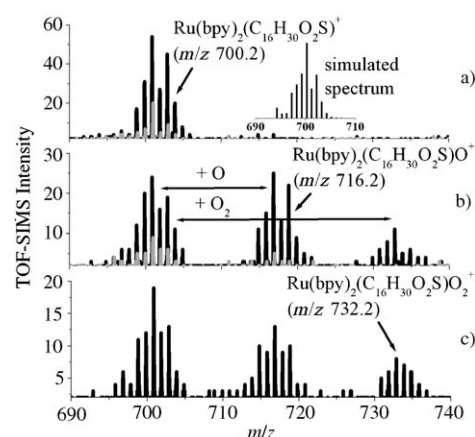 60
40
20
0
Ru(bpy)₂(C₁₆H₃₀O₂S)⁺
(m/z 700.2)
simulated
spectrum
690 700 710
a)
30
20
10
0
+ O
+ O₂
Ru(bpy)₂(C₁₆H₃₀O₂S)O⁺
(m/z 716.2)
b)
20
15
10
5
Ru(bpy)₂(C₁₆H₃₀O₂S)O₂⁺
(m/z 732.2)
c)
690 700 710 720 730 740
m/z
TOF-SIMS Intensity